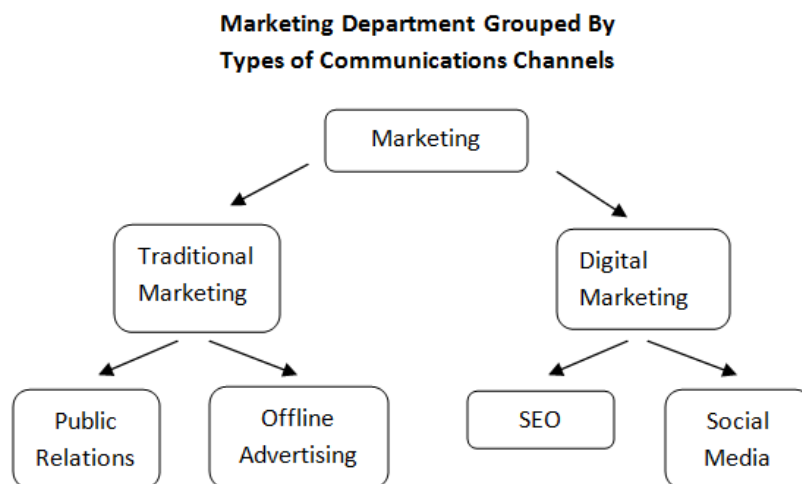 Marketing Department Grouped By
Types of Communications Channels
Marketing
Traditional
Marketing
Digital
Marketing
Public
Relations
Offline
Advertising
SEO
Social
Media